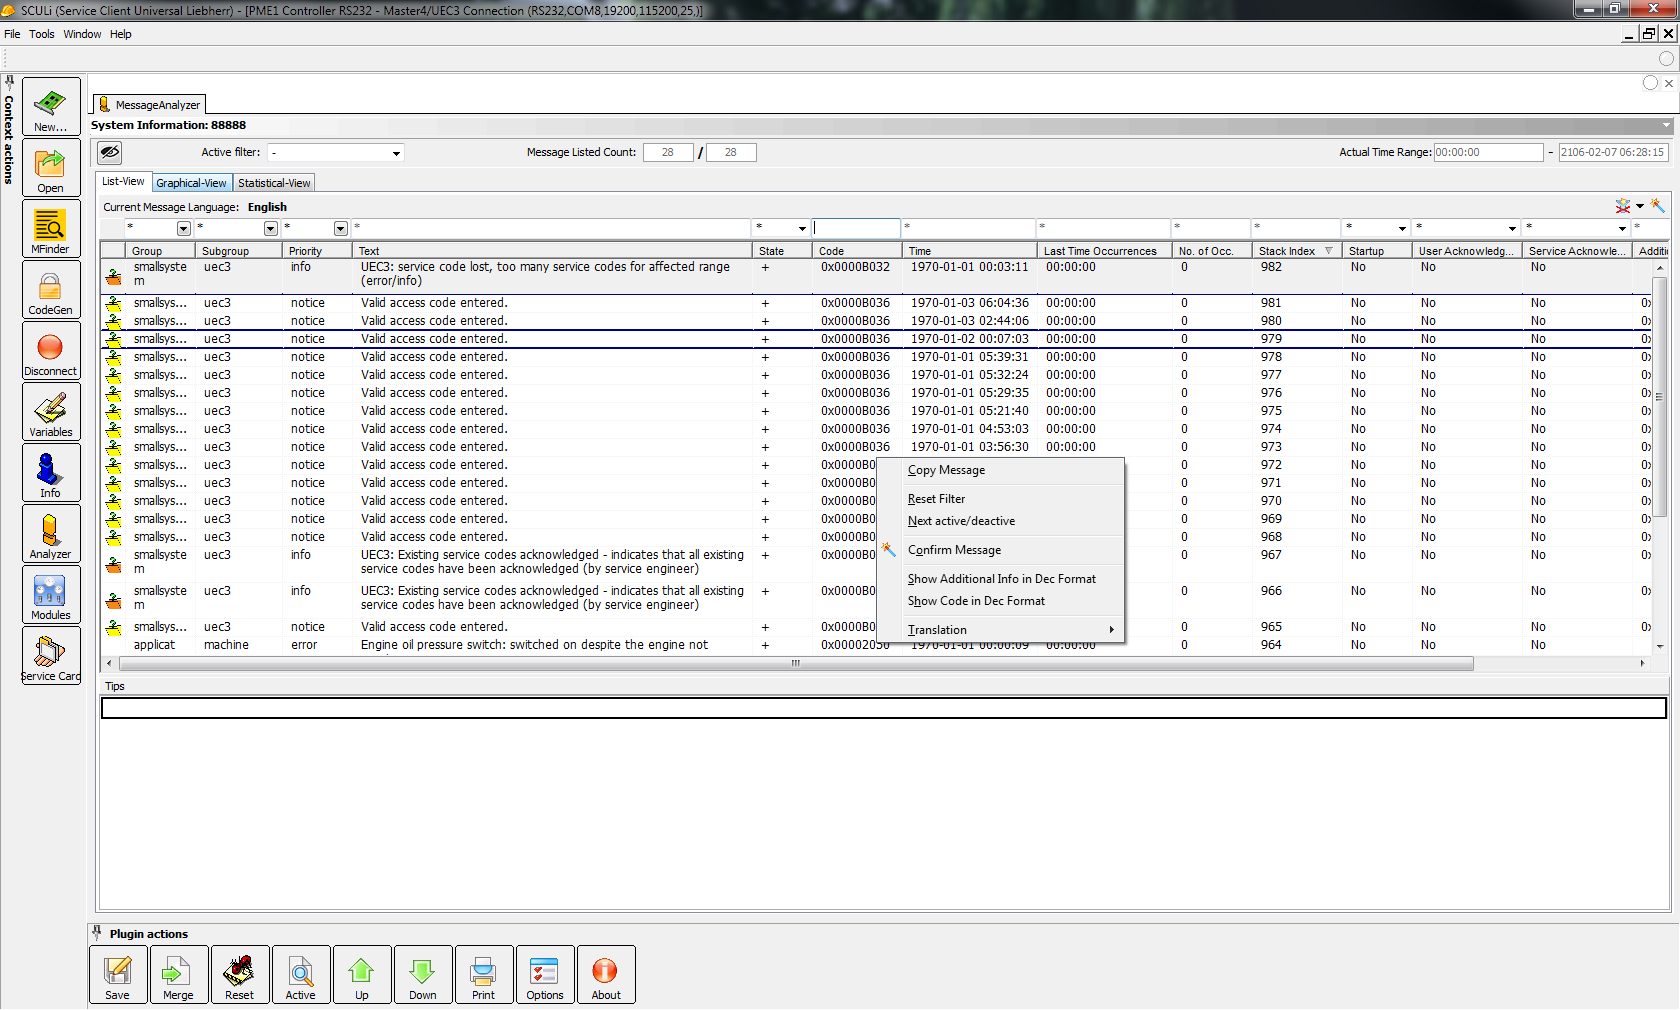 SCULi (Service Client Universal Liebherr) - [PME1 Controller RS232 - Master4/UEC3 Connection (RS232,COM8,19200,115200,25,)]
File Tools Window Help
Context actions
New...
Open
MFinder
CodeGen
Disconnect
Variables
Info
Analyzer
Modules
Service Card
MessageAnalyzer
System Information: 88888
Active filter: - Message Listed Count: 28 / 28 Actual Time Range: 00:00:00 - 2106-02-07 06:28:15
List-View Graphical-View Statistical-View
Current Message Language: English
* * * * * * * * * * * * *
Group Subgroup Priority Text State Code Time Last Time Occurrences No. of Occ. Stack Index Startup User Acknowledg... Service Acknowle... Additi
smallsyste uec3 info UEC3: service code lost, too many service codes for affected range + 0x0000B032 1970-01-01 00:03:11 00:00:00 0 982 No No No
m (error/info)
smallsys... uec3 notice Valid access code entered. + 0x0000B036 1970-01-03 06:04:36 00:00:00 0 981 No No No 0x
smallsys... uec3 notice Valid access code entered. + 0x0000B036 1970-01-03 02:44:06 00:00:00 0 980 No No No 0x
smallsys... uec3 notice Valid access code entered. + 0x0000B036 1970-01-02 00:07:03 00:00:00 0 979 No No No 0x
smallsys... uec3 notice Valid access code entered. + 0x0000B036 1970-01-01 05:39:31 00:00:00 0 978 No No No 0x
smallsys... uec3 notice Valid access code entered. + 0x0000B036 1970-01-01 05:32:24 00:00:00 0 977 No No No 0x
smallsys... uec3 notice Valid access code entered. + 0x0000B036 1970-01-01 05:29:35 00:00:00 0 976 No No No 0x
smallsys... uec3 notice Valid access code entered. + 0x0000B036 1970-01-01 05:21:40 00:00:00 0 975 No No No 0x
smallsys... uec3 notice Valid access code entered. + 0x0000B036 1970-01-01 04:53:03 00:00:00 0 974 No No No 0x
smallsys... uec3 notice Valid access code entered. + 0x0000B036 1970-01-01 03:56:30 00:00:00 0 973 No No No 0x
smallsys... uec3 notice Valid access code entered. + 0x0000B0 0 972 No No No 0x
smallsys... uec3 notice Valid access code entered. + 0x0000B0 0 971 No No No 0x
smallsys... uec3 notice Valid access code entered. + 0x0000B0 0 970 No No No 0x
smallsys... uec3 notice Valid access code entered. + 0x0000B0 0 969 No No No 0x
smallsys... uec3 notice Valid access code entered. + 0x0000B0 0 968 No No No 0x
smallsyste uec3 info UEC3: Existing service codes acknowledged - indicates that all existing + 0x0000B0 0 967 No No No 0x
m service codes have been acknowledged (by service engineer)
smallsyste uec3 info UEC3: Existing service codes acknowledged - indicates that all existing + 0x0000B0 0 966 No No No 0x
m service codes have been acknowledged (by service engineer)
smallsys... uec3 notice Valid access code entered. + 0x0000B0 0 965 No No No 0x
applicat machine error Engine oil pressure switch: switched on despite the engine not + 0x00002050 1970-01-01 00:00:09 00:00:00 0 964 No No No
Copy Message
Reset Filter
Next active/deactive
Confirm Message
Show Additional Info in Dec Format
Show Code in Dec Format
Translation
Tips
Plugin actions
Save Merge Reset Active Up Down Print Options About